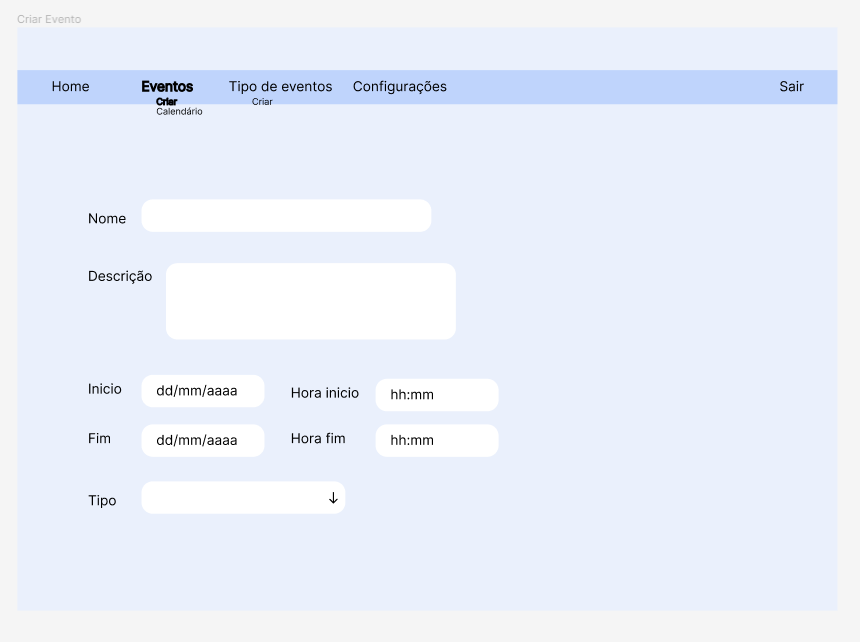 Criar Evento
Home Eventos Tipo de eventos Configurações Sair
Criar Criar
Calendário
Nome
Descrição
Inicio dd/mm/aaaa Hora inicio hh:mm
Fim dd/mm/aaaa Hora fim hh:mm
Tipo ↓